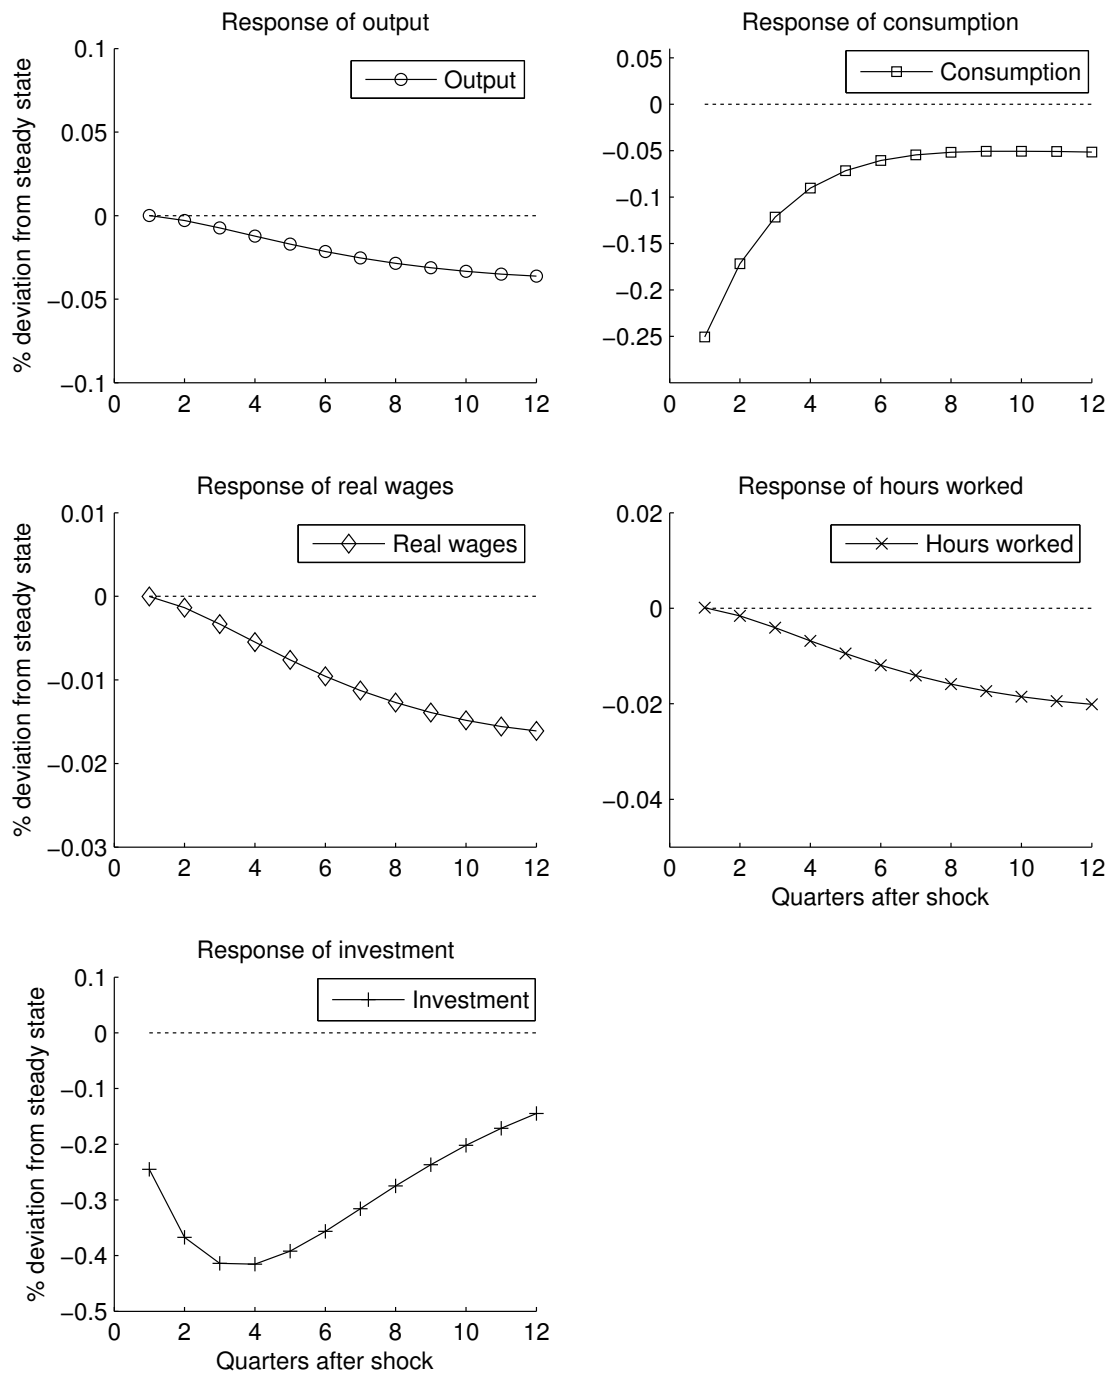 Response of output
0.1
0.05
0
−0.05
−0.1
0 2 4 6 8 10 12
% deviation from steady state
Output
Response of consumption
0.05
0
−0.05
−0.1
−0.15
−0.2
−0.25
0 2 4 6 8 10 12
Consumption
Response of real wages
0.01
0
−0.01
−0.02
−0.03
0 2 4 6 8 10 12
% deviation from steady state
Real wages
Response of hours worked
0.02
0
−0.02
−0.04
0 2 4 6 8 10 12
Quarters after shock
Hours worked
Response of investment
0.1
0
−0.1
−0.2
−0.3
−0.4
−0.5
0 2 4 6 8 10 12
Quarters after shock
% deviation from steady state
Investment